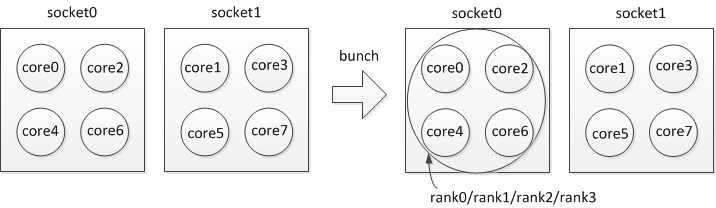 socket0
socket1
core0
core2
core4
core6
core1
core3
core5
core7
bunch
socket0
socket1
core0
core2
core4
core6
core1
core3
core5
core7
rank0/rank1/rank2/rank3